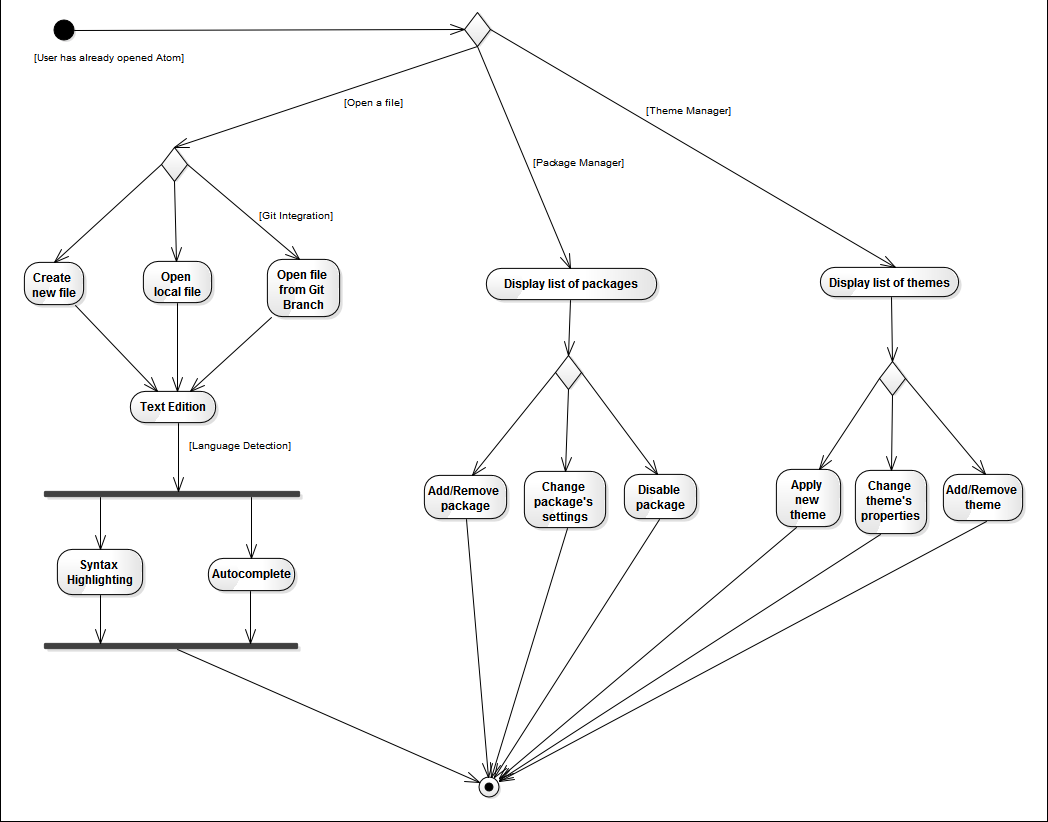 [User has already opened Atom]
[Open a file]
[Theme Manager]
[Package Manager]
[Git Integration]
Create
new file
Open
local file
Open file
from Git
Branch
Display list of packages
Display list of themes
Text Edition
[Language Detection]
Add/Remove
package
Change
package's
settings
Disable
package
Apply
new
theme
Change
theme's
properties
Add/Remove
theme
Syntax
Highlighting
Autocomplete